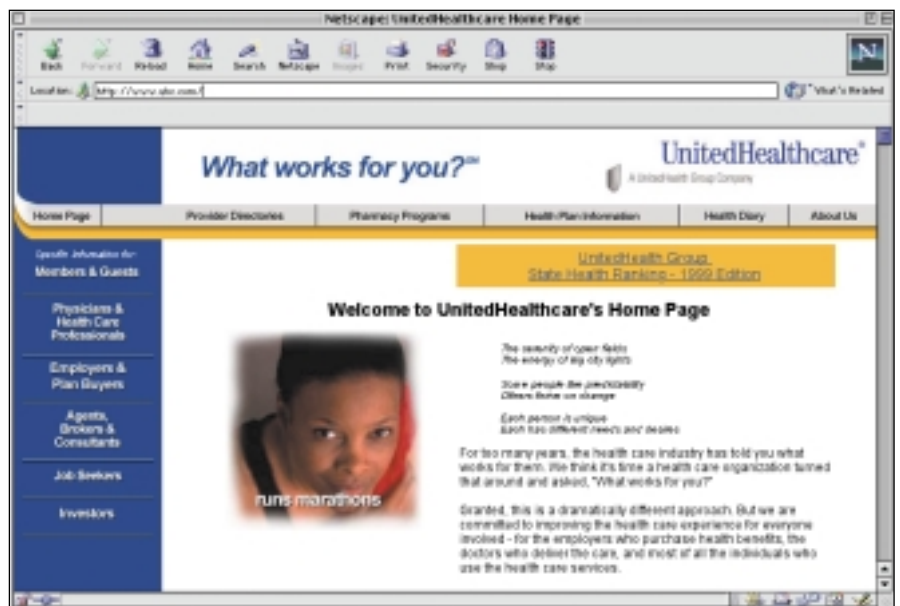 Netscape: UnitedHealthcare Home Page
Back Forward Reload Home Search Netscape Images Print Security Shop Stop
Location: http://www.uhc.com/ What's Related
What works for you?℠
UnitedHealthcare®
A UnitedHealth Group Company
Home Page Provider Directories Pharmacy Programs Health Plan Information Health Diary About Us
Specific Information for:
Members & Guests
Physicians &
Health Care
Professionals
Employers &
Plan Buyers
Agents,
Brokers &
Consultants
Job Seekers
Investors
UnitedHealth Group
State Health Ranking - 1999 Edition
Welcome to UnitedHealthcare's Home Page
runs marathons
The serenity of open fields
The energy of big city lights
Some people like predictability
Others thrive on change
Each person is unique
Each has different needs and desires
For too many years, the health care industry has told you what
works for them. We think it's time a health care organization turned
that around and asked, "What works for you?"
Granted, this is a dramatically different approach. But we are
committed to improving the health care experience for everyone
involved - for the employers who purchase health benefits, the
doctors who deliver the care, and most of all the individuals who
use the health care services.